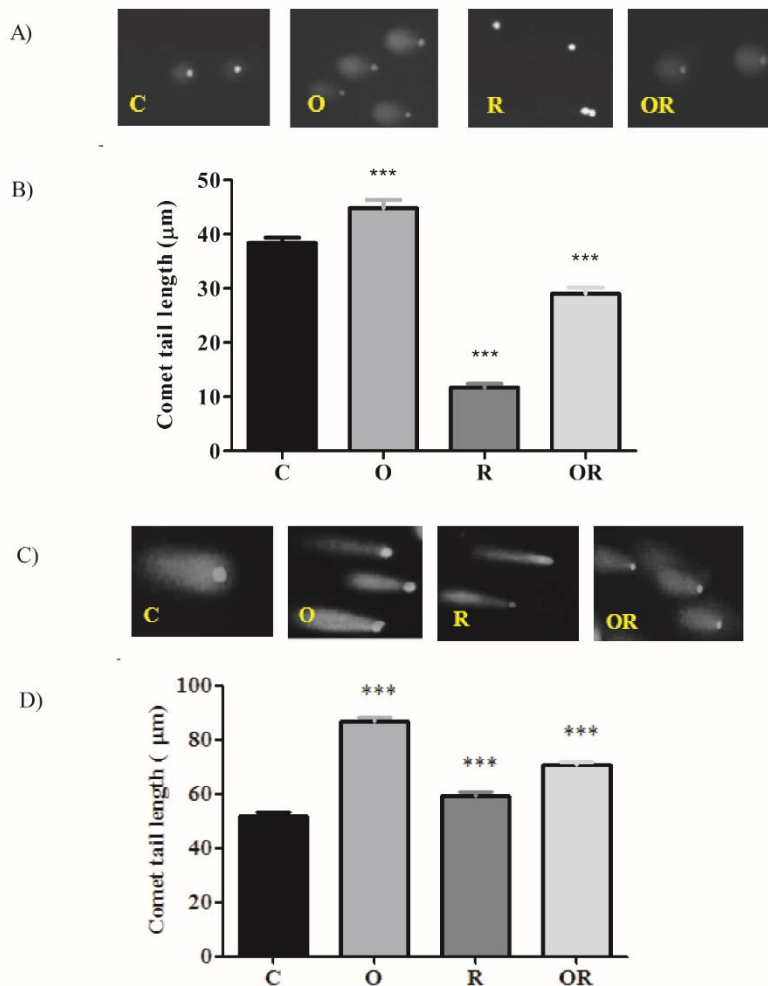 A)
C O R OR
B)
Comet tail length (μm)
50
40
30
20
10
0
***
***
***
C O R OR
C)
C O R OR
D)
Comet tail length ( μm)
100
80
60
40
20
0
***
***
***
C O R OR